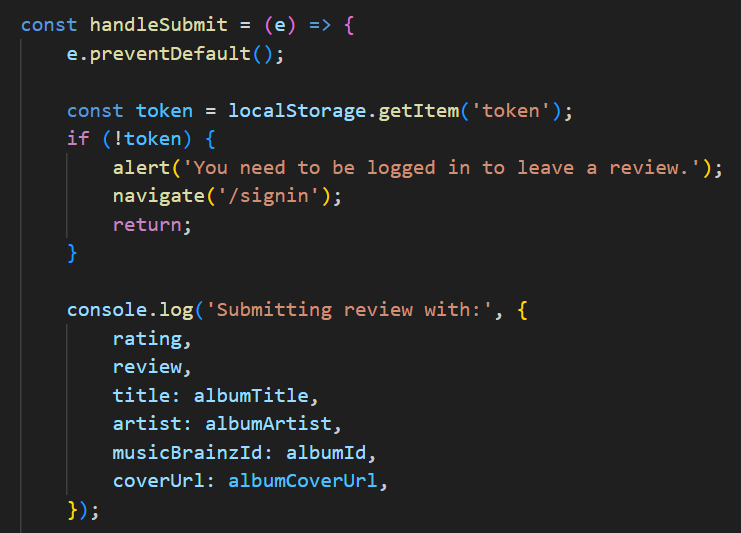 const handleSubmit = (e) => {
    e.preventDefault();

    const token = localStorage.getItem('token');
    if (!token) {
        alert('You need to be logged in to leave a review.');
        navigate('/signin');
        return;
    }

    console.log('Submitting review with:', {
        rating,
        review,
        title: albumTitle,
        artist: albumArtist,
        musicBrainzId: albumId,
        coverUrl: albumCoverUrl,
    });